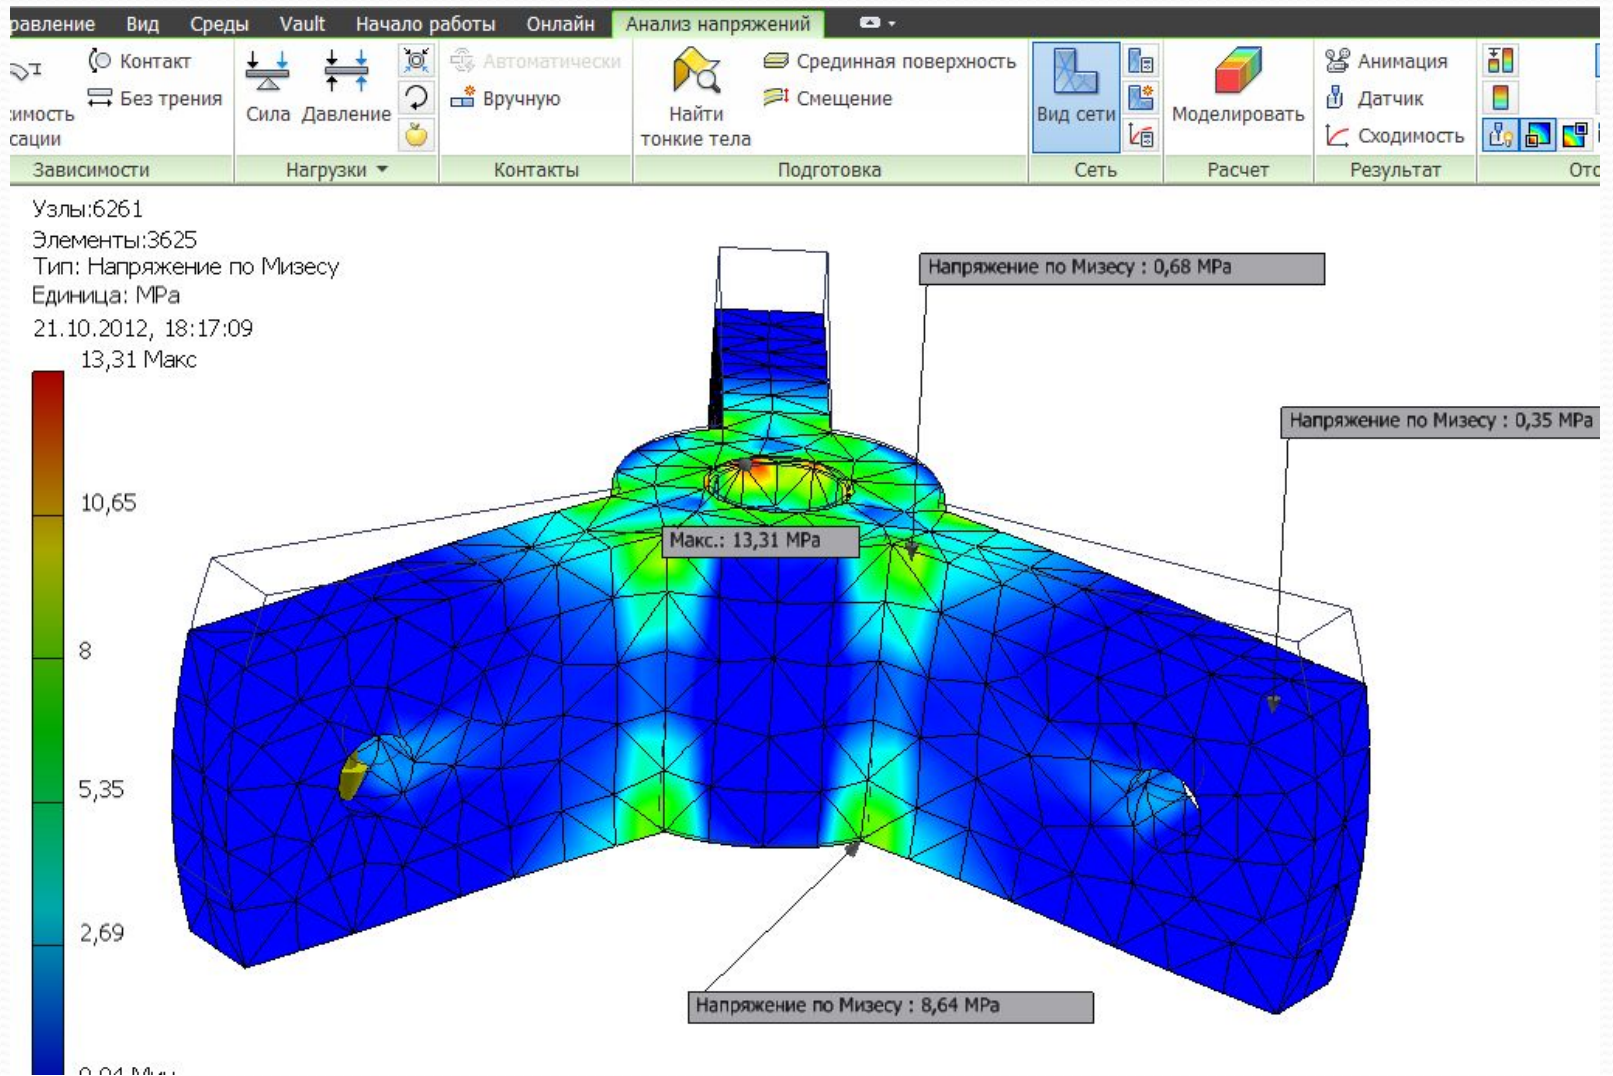 равление Вид Среды Vault Начало работы Онлайн Анализ напряжений
Контакт
Без трения
имость
сации
Сила Давление
Автоматически
Вручную
Найти
тонкие тела
Срединная поверхность
Смещение
Вид сети
Моделировать
Анимация
Датчик
Сходимость
Зависимости Нагрузки Контакты Подготовка Сеть Расчет Результат Ото
Узлы:6261
Элементы:3625
Тип: Напряжение по Мизесу
Единица: MPa
21.10.2012, 18:17:09
13,31 Макс
10,65
8
5,35
2,69
Напряжение по Мизесу : 0,68 MPa
Напряжение по Мизесу : 0,35 MPa
Макс.: 13,31 MPa
Напряжение по Мизесу : 8,64 MPa